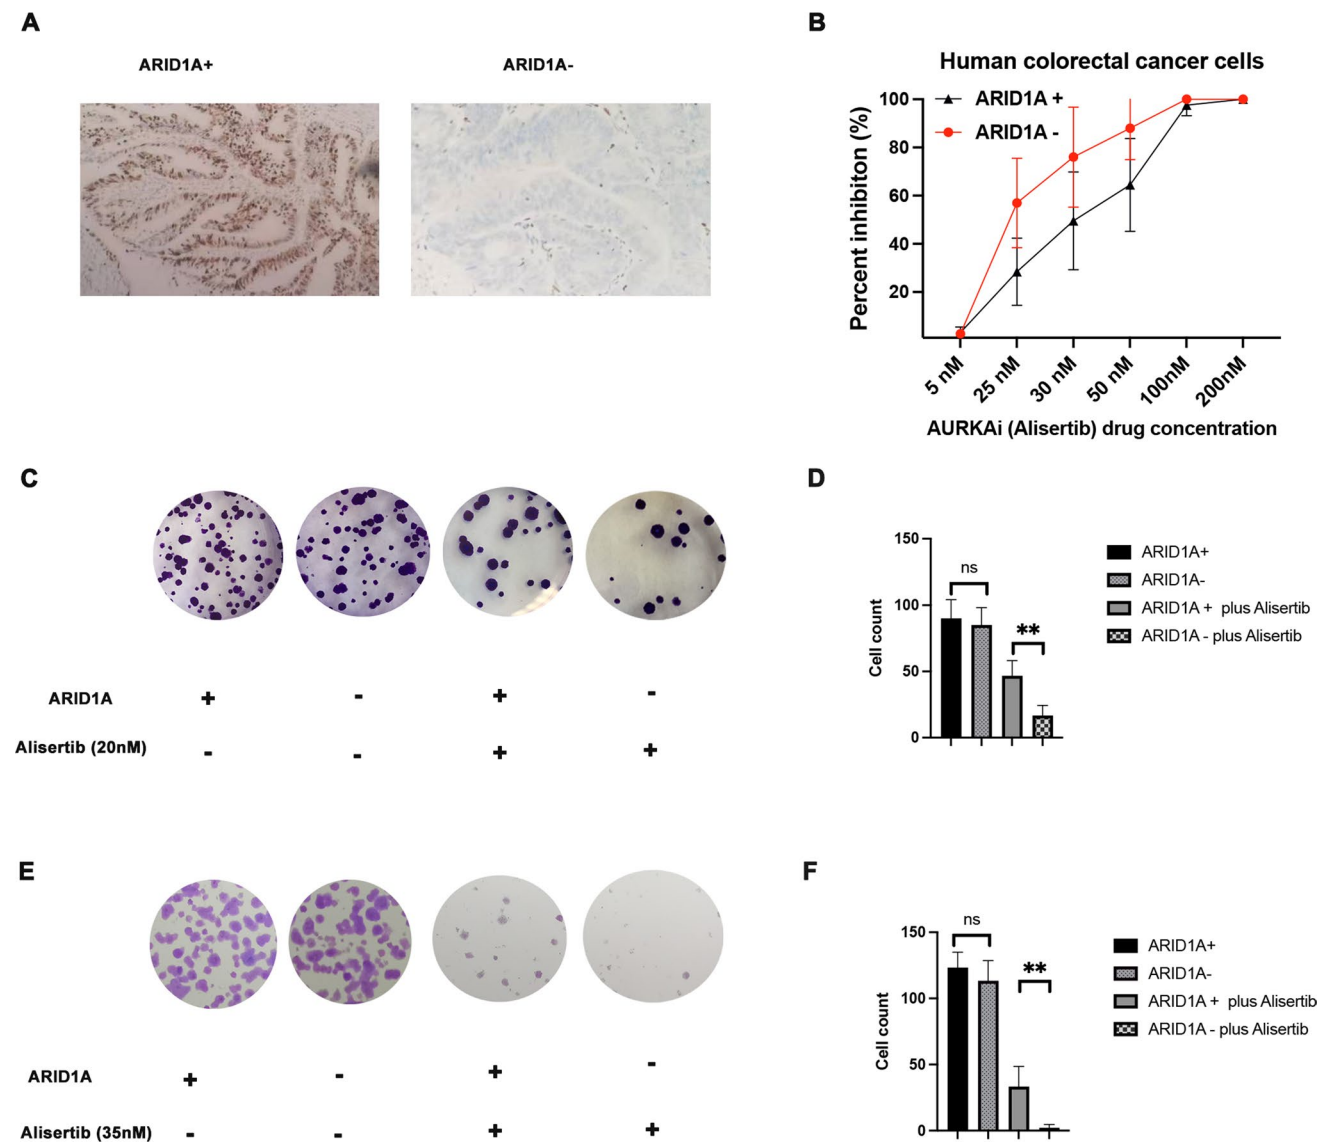 A
ARID1A+
ARID1A-
B
Human colorectal cancer cells
ARID1A +
ARID1A -
Percent inhibiton (%)
100
80
60
40
20
5 nM
25 nM
30 nM
50 nM
100nM
200nM
AURKAi (Alisertib) drug concentration
C
ARID1A + - + -
Alisertib (20nM) - - + +
D
Cell count
150
100
50
0
ns
**
ARID1A+
ARID1A-
ARID1A + plus Alisertib
ARID1A - plus Alisertib
E
ARID1A + - + -
Alisertib (35nM) - - + +
F
Cell count
150
100
50
0
ns
**
ARID1A+
ARID1A-
ARID1A + plus Alisertib
ARID1A - plus Alisertib